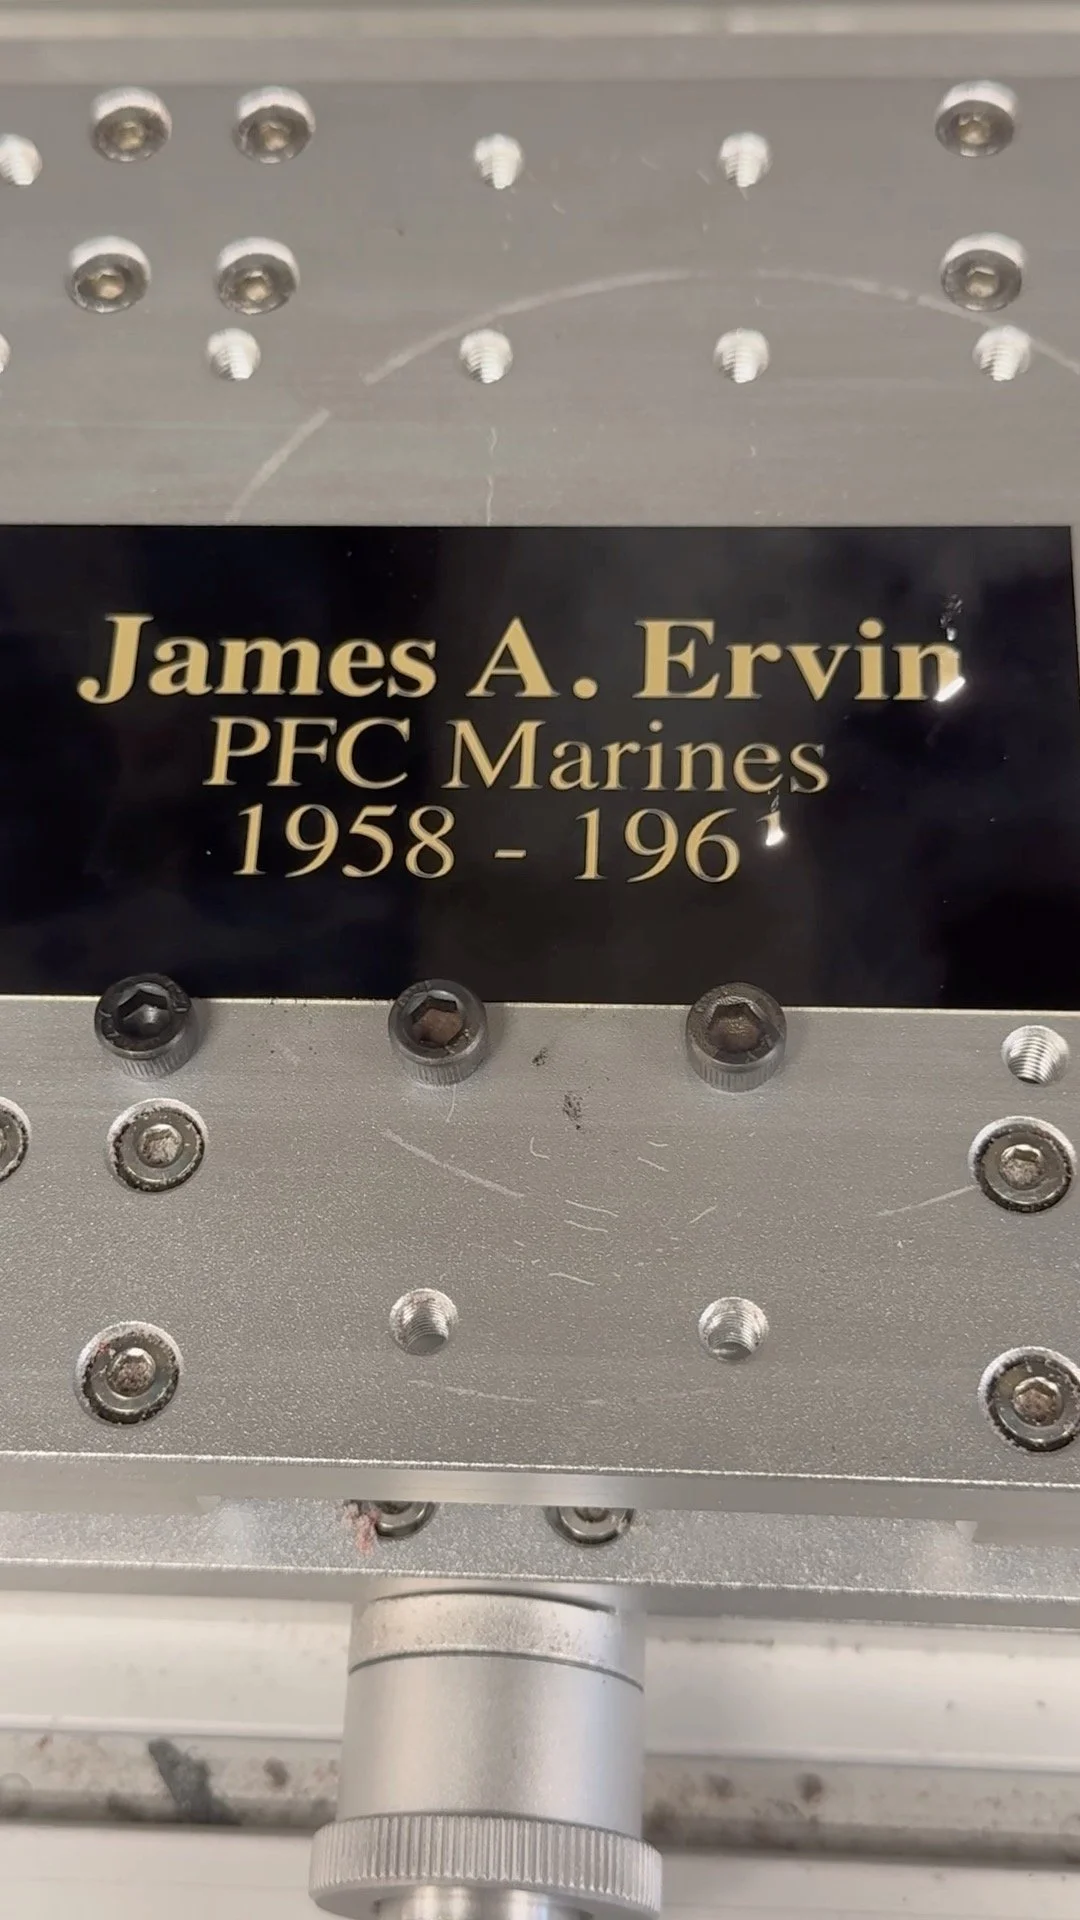 James A. Ervin
PFC Marines
1958 -